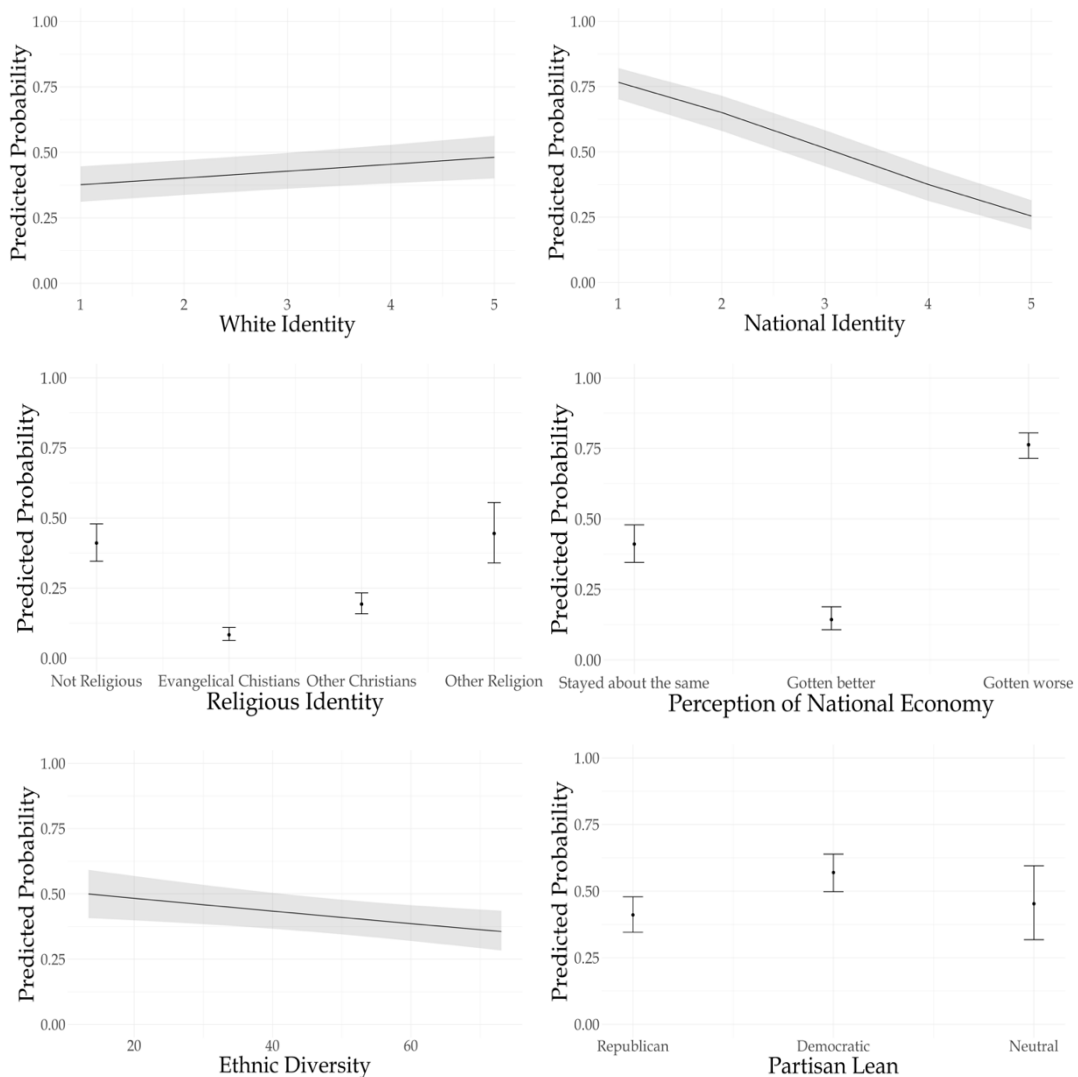 Predicted Probability
1.00
0.75
0.50
0.25
0.00
1 2 3 4 5
White Identity
Predicted Probability
1.00
0.75
0.50
0.25
0.00
1 2 3 4 5
National Identity
Predicted Probability
1.00
0.75
0.50
0.25
0.00
Not Religious Evangelical Chistians Other Christians Other Religion
Religious Identity
Predicted Probability
1.00
0.75
0.50
0.25
0.00
Stayed about the same Gotten better Gotten worse
Perception of National Economy
Predicted Probability
1.00
0.75
0.50
0.25
0.00
20 40 60
Ethnic Diversity
Predicted Probability
1.00
0.75
0.50
0.25
0.00
Republican Democratic Neutral
Partisan Lean